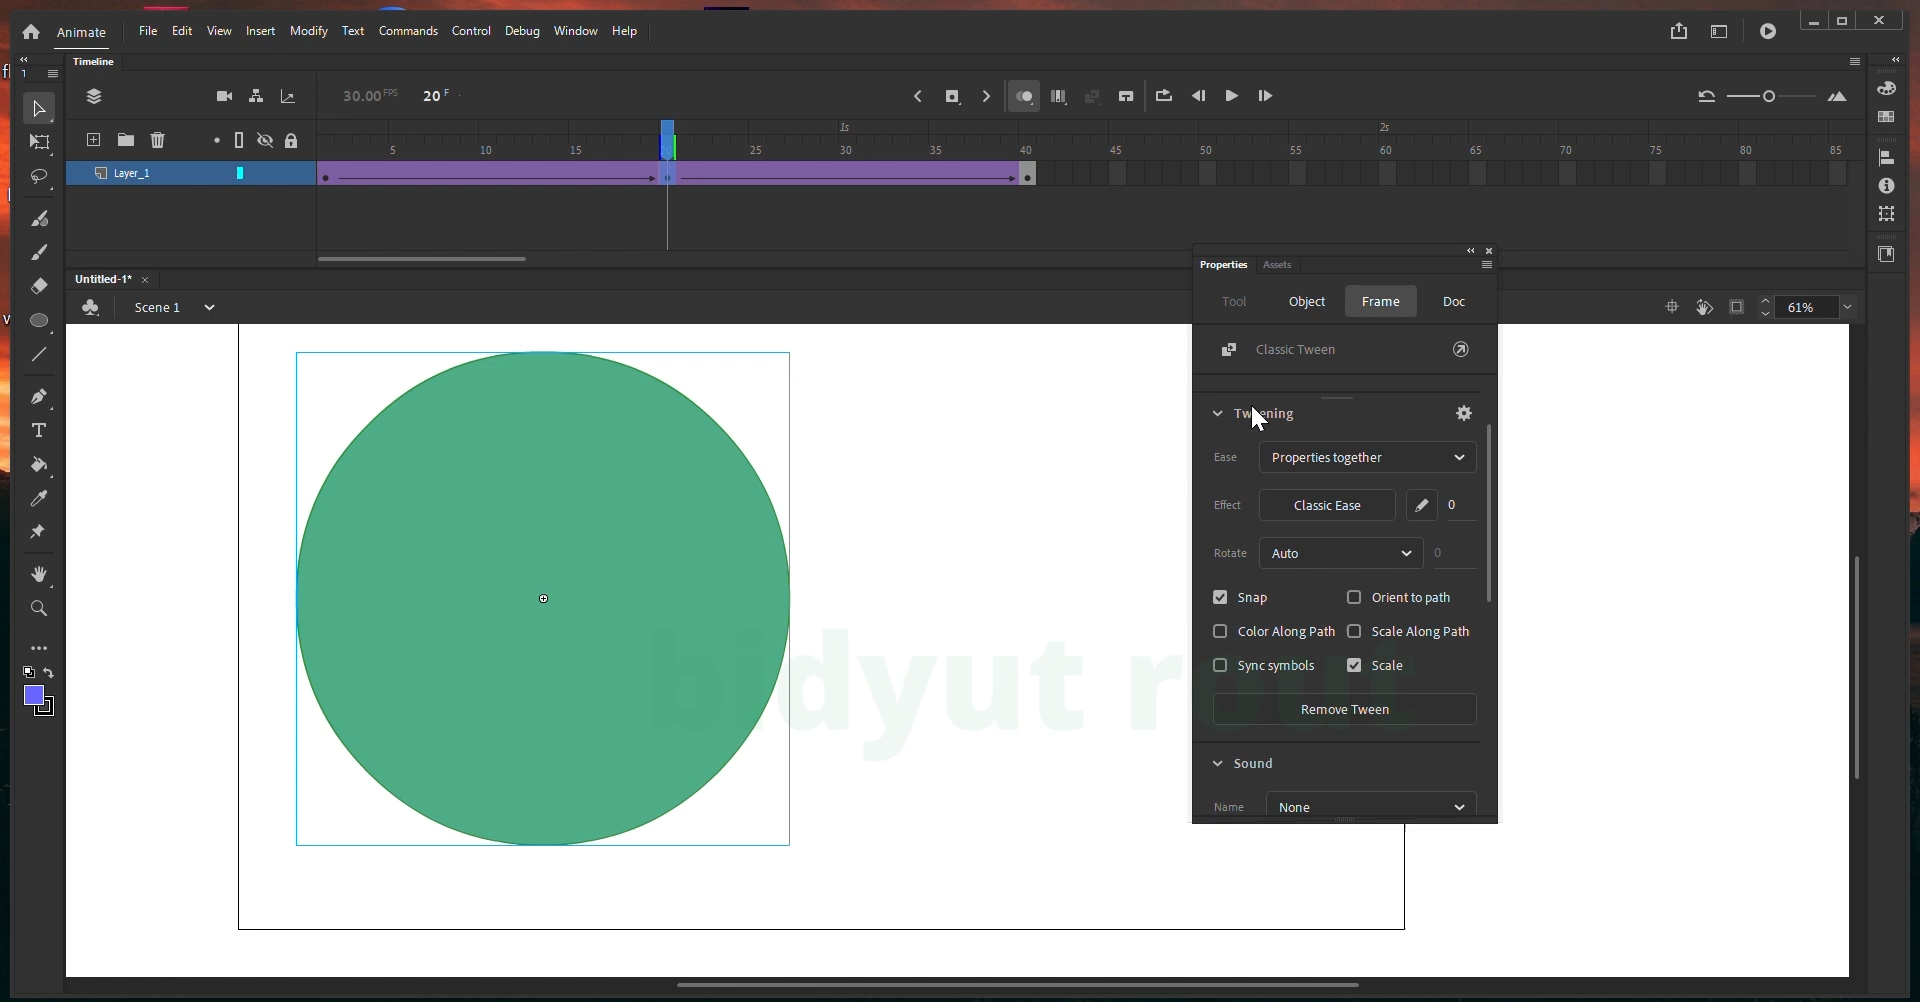 Animate File Edit View Insert Modify Text Commands Control Debug Window Help
Timeline
30.00 FPS 20 F
1s 2s
5 10 15 20 25 30 35 40 45 50 55 60 65 70 75 80 85
Layer_1
Properties Assets
Untitled-1*
Tool Object Frame Doc
Scene 1
61%
Classic Tween
Tweening
Ease Properties together
Effect Classic Ease 0
Rotate Auto 0
Snap Orient to path
Color Along Path Scale Along Path
Sync symbols Scale
bidyut rout
Remove Tween
Sound
Name None